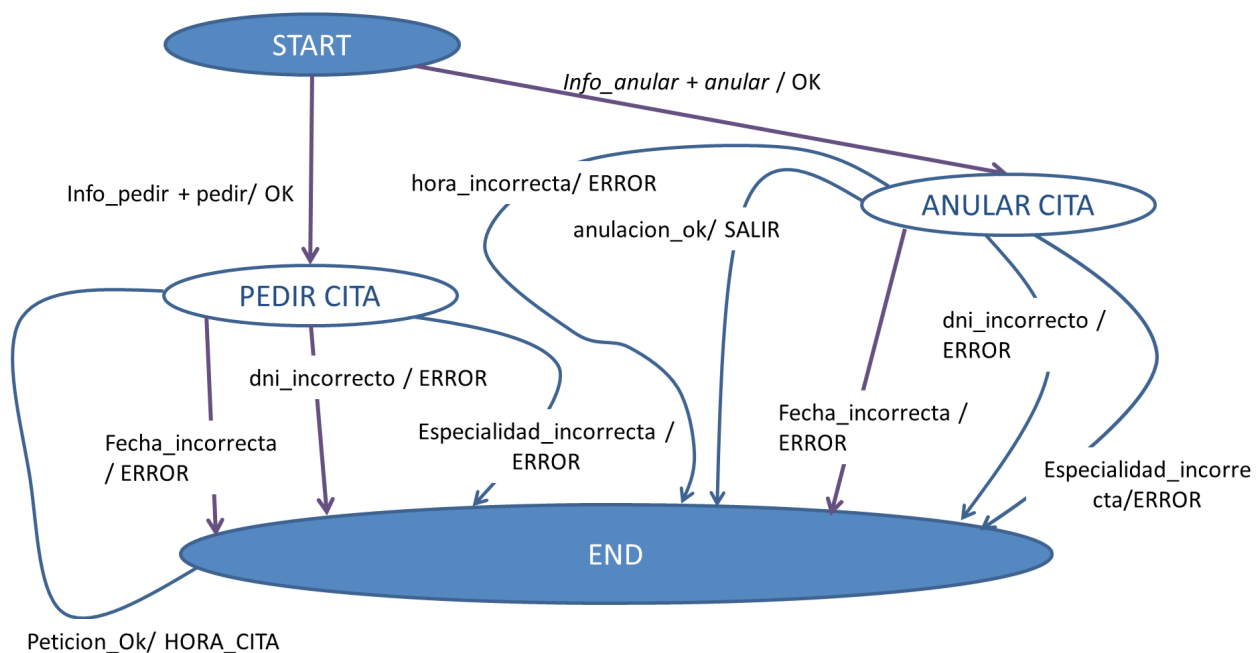 START
Info_anular + anular / OK
Info_pedir + pedir/ OK
hora_incorrecta/ ERROR
ANULAR CITA
anulacion_ok/ SALIR
PEDIR CITA
dni_incorrecto /
ERROR
dni_incorrecto / ERROR
Fecha_incorrecta
/ ERROR
Especialidad_incorrecta /
ERROR
Fecha_incorrecta /
ERROR
Especialidad_incorre
cta/ERROR
END
Peticion_Ok/ HORA_CITA